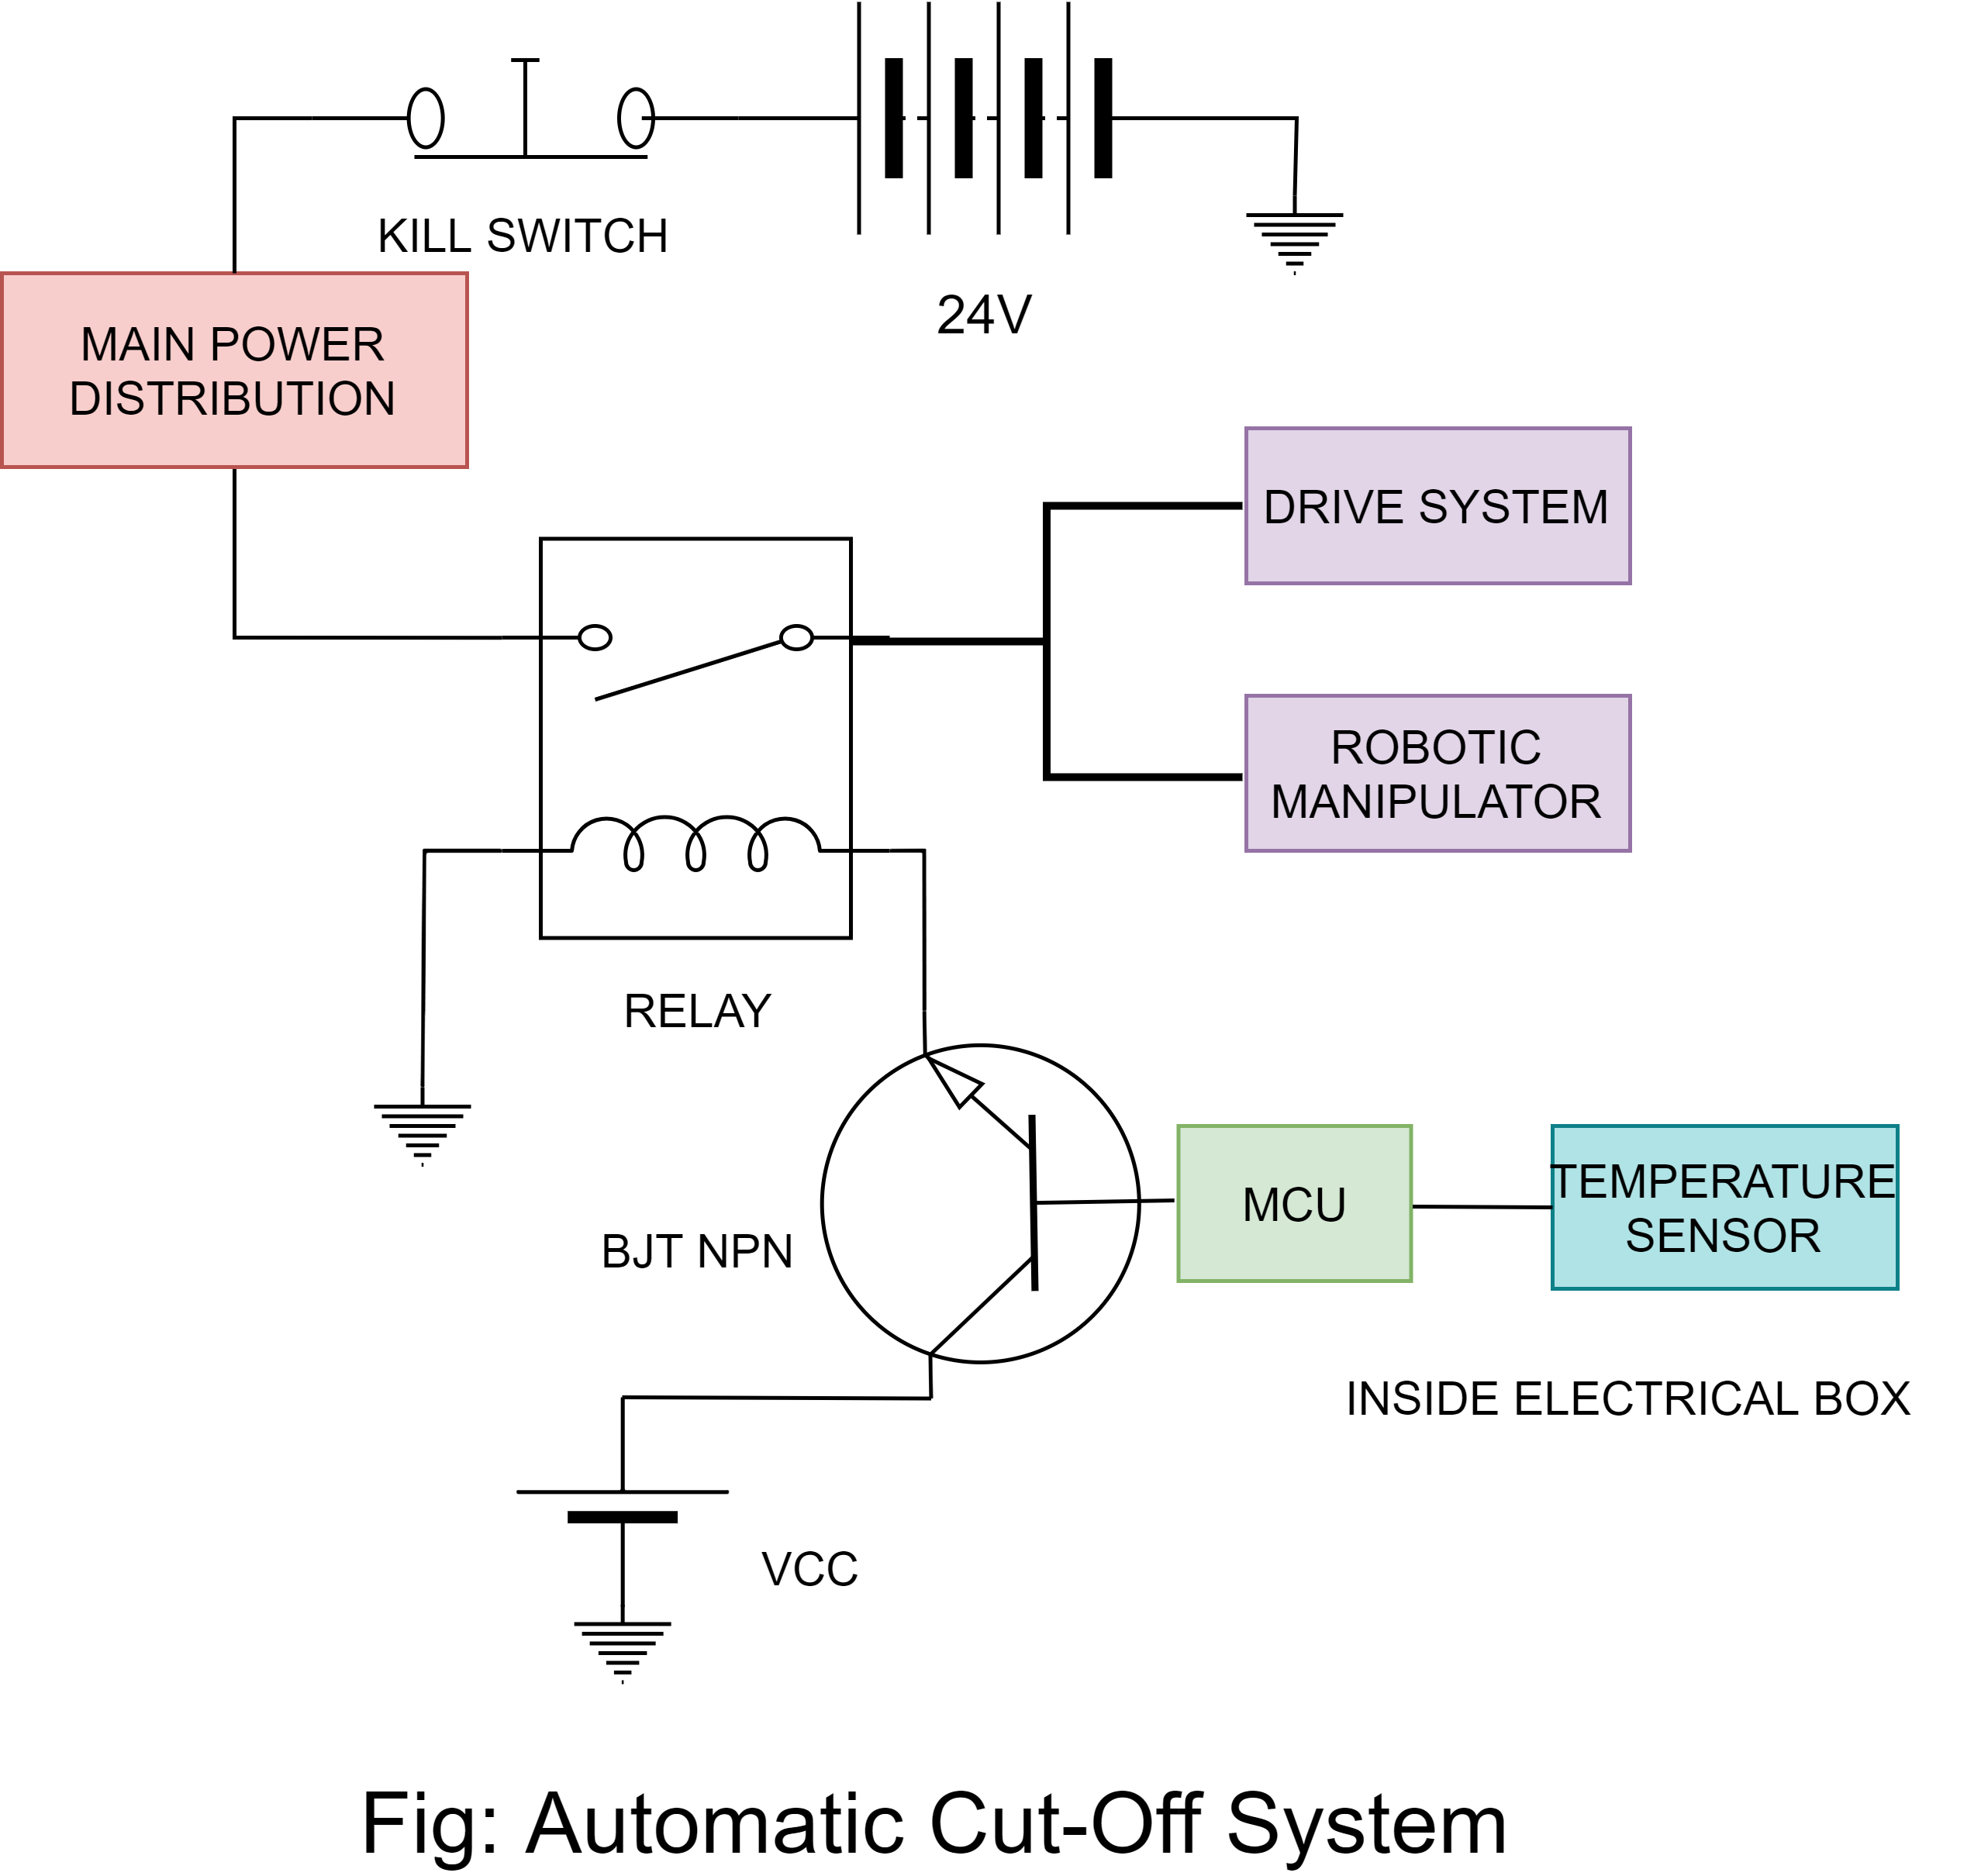 KILL SWITCH
24V
MAIN POWER
DISTRIBUTION
DRIVE SYSTEM
ROBOTIC
MANIPULATOR
RELAY
BJT NPN
MCU
TEMPERATURE
SENSOR
INSIDE ELECTRICAL BOX
VCC
Fig: Automatic Cut-Off System